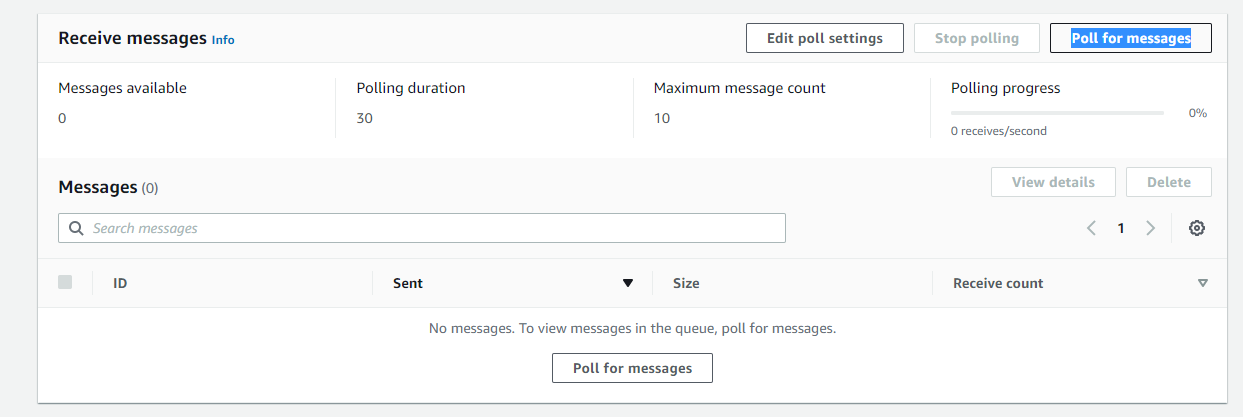 Receive messages Info
Edit poll settings
Stop polling
Poll for messages
Messages available
0
Polling duration
30
Maximum message count
10
Polling progress
0%
0 receives/second
Messages (0)
View details
Delete
Search messages
1
ID
Sent
Size
Receive count
No messages. To view messages in the queue, poll for messages.
Poll for messages